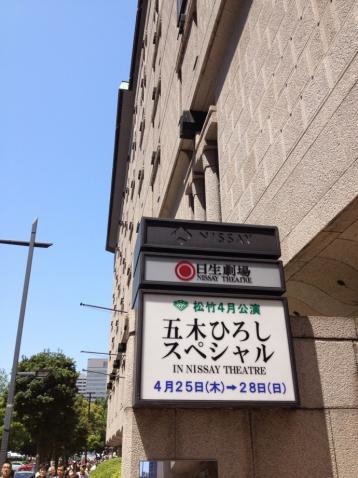 NISSAY
日生劇場
NISSAY THEATRE
松竹4月公演
五木ひろし
スペシャル
IN NISSAY THEATRE
4月25日(木)→28日(日)